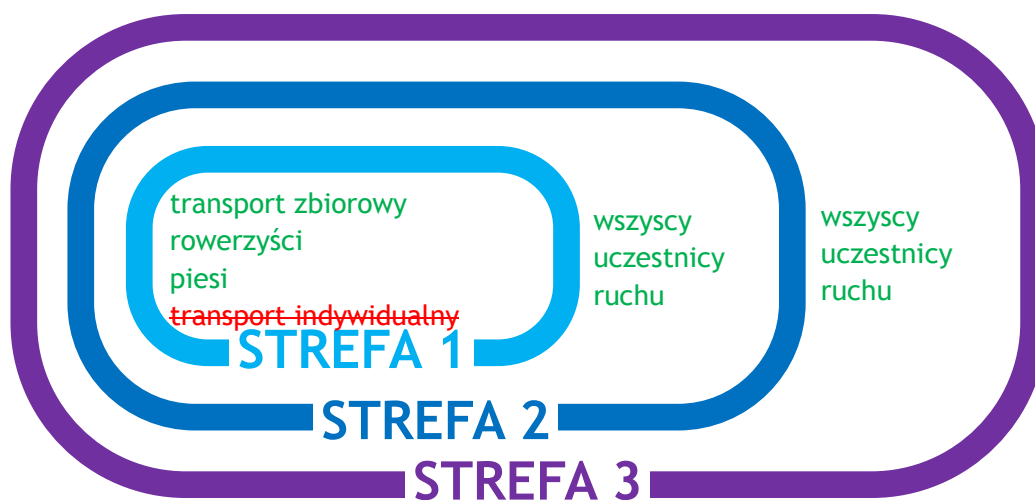 transport zbiorowy
rowerzyści
piesi
transport indywidualny
STREFA 1
wszyscy
uczestnicy
ruchu
STREFA 2
wszyscy
uczestnicy
ruchu
STREFA 3